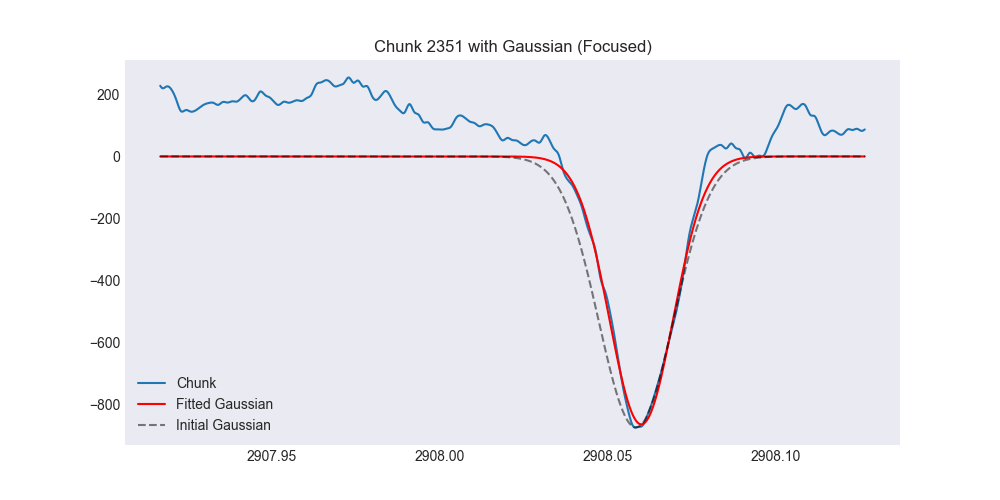 Chunk 2351 with Gaussian (Focused)
200
0
−200
−400
−600
−800
Chunk
Fitted Gaussian
Initial Gaussian
2907.95 2908.00 2908.05 2908.10